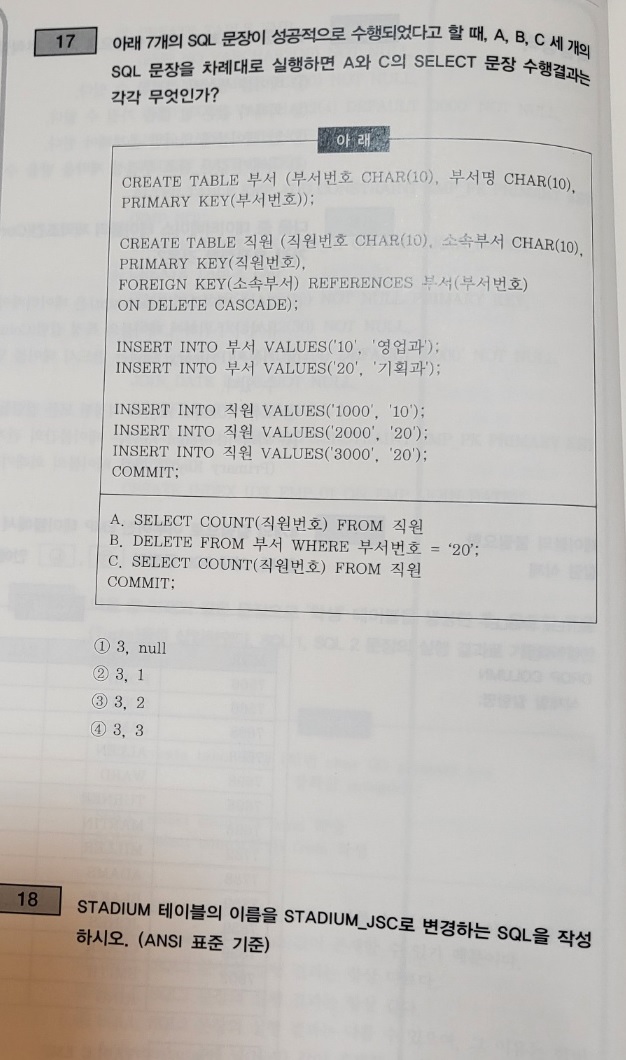 17
아래 7개의 SQL 문장이 성공적으로 수행되었다고 할 때, A, B, C 세 개의
SQL 문장을 차례대로 실행하면 A와 C의 SELECT 문장 수행결과는
각각 무엇인가?
아 래
CREATE TABLE 부서 (부서번호 CHAR(10), 부서명 CHAR(10),
PRIMARY KEY(부서번호));
CREATE TABLE 직원 (직원번호 CHAR(10), 소속부서 CHAR(10),
PRIMARY KEY(직원번호),
FOREIGN KEY(소속부서) REFERENCES 부서(부서번호)
ON DELETE CASCADE);
INSERT INTO 부서 VALUES('10', '영업과');
INSERT INTO 부서 VALUES('20', '기획과');
INSERT INTO 직원 VALUES('1000', '10');
INSERT INTO 직원 VALUES('2000', '20');
INSERT INTO 직원 VALUES('3000', '20');
COMMIT;
A. SELECT COUNT(직원번호) FROM 직원
B. DELETE FROM 부서 WHERE 부서번호 = '20';
C. SELECT COUNT(직원번호) FROM 직원
COMMIT;
① 3, null
② 3, 1
③ 3, 2
④ 3, 3
18
STADIUM 테이블의 이름을 STADIUM_JSC로 변경하는 SQL을 작성
하시오. (ANSI 표준 기준)